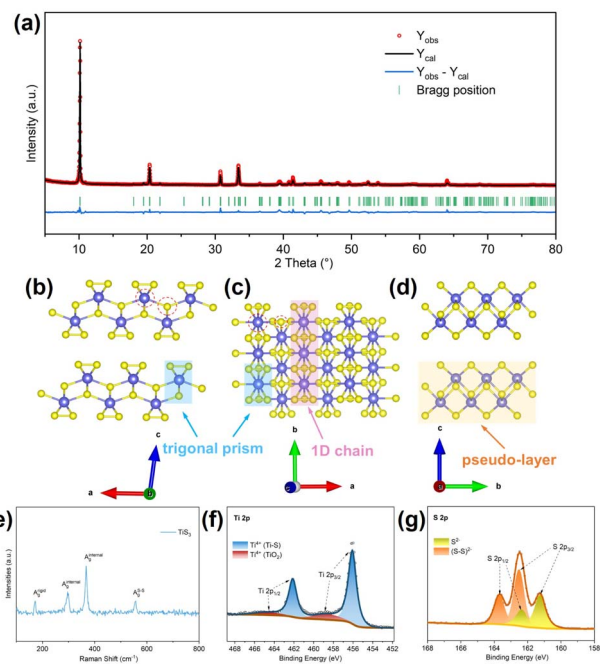 (a)
Y_obs
Y_cal
Y_obs - Y_cal
Bragg position
Intensity (a.u.)
10 20 30 40 50 60 70 80
2 Theta (°)
(b)
(c)
(d)
trigonal prism
1D chain
pseudo-layer
c
a
b
b
c
a
c
a
b
e)
TiS₃
A_g^rigid
A_g^internal
A_g^internal
A_g^S-S
Intensities (a.u.)
200 400 600 800
Raman Shift (cm⁻¹)
(f)
Ti 2p
Ti⁴⁺ (Ti-S)
Ti⁴⁺ (TiO₂)
Ti 2p₁/₂
Ti 2p₃/₂
468 466 464 462 460 458 456 454 452
Binding Energy (eV)
(g)
S 2p
S²⁻
(S-S)²⁻
S 2p₁/₂
S 2p₃/₂
168 166 164 162 160 158
Binding Energy (eV)